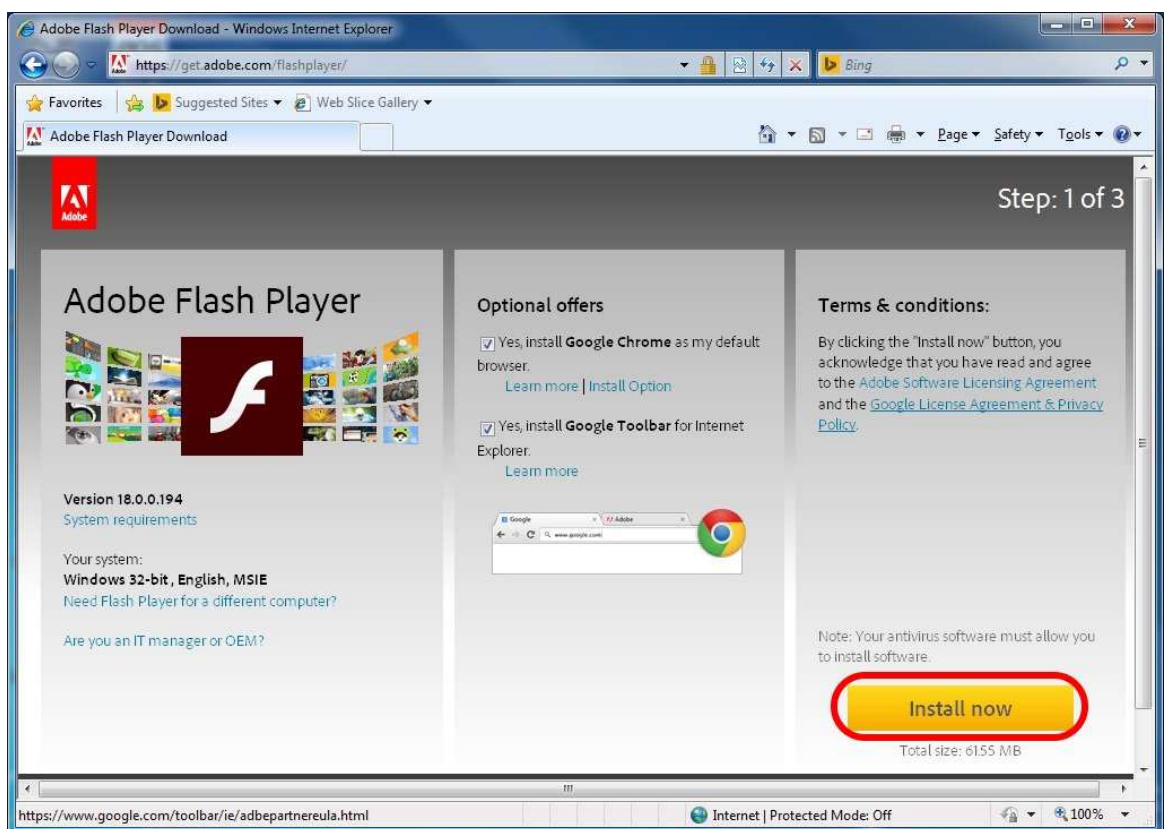 Adobe Flash Player Download - Windows Internet Explorer
https://get.adobe.com/flashplayer/
Bing
Favorites Suggested Sites Web Slice Gallery
Adobe Flash Player Download
Page Safety Tools
Adobe
Step: 1 of 3
Adobe Flash Player
Version 18.0.0.194
System requirements
Your system:
Windows 32-bit, English, MSIE
Need Flash Player for a different computer?
Are you an IT manager or OEM?
Optional offers
Yes, install Google Chrome as my default
browser.
Learn more | Install Option
Yes, install Google Toolbar for Internet
Explorer.
Learn more
Google
Adobe
www.google.com
Terms & conditions:
By clicking the "Install now" button, you
acknowledge that you have read and agree
to the Adobe Software Licensing Agreement
and the Google License Agreement & Privacy
Policy.
Note: Your antivirus software must allow you
to install software.
Install now
Total size: 61.55 MB
https://www.google.com/toolbar/ie/adbepartnereula.html
Internet | Protected Mode: Off
100%